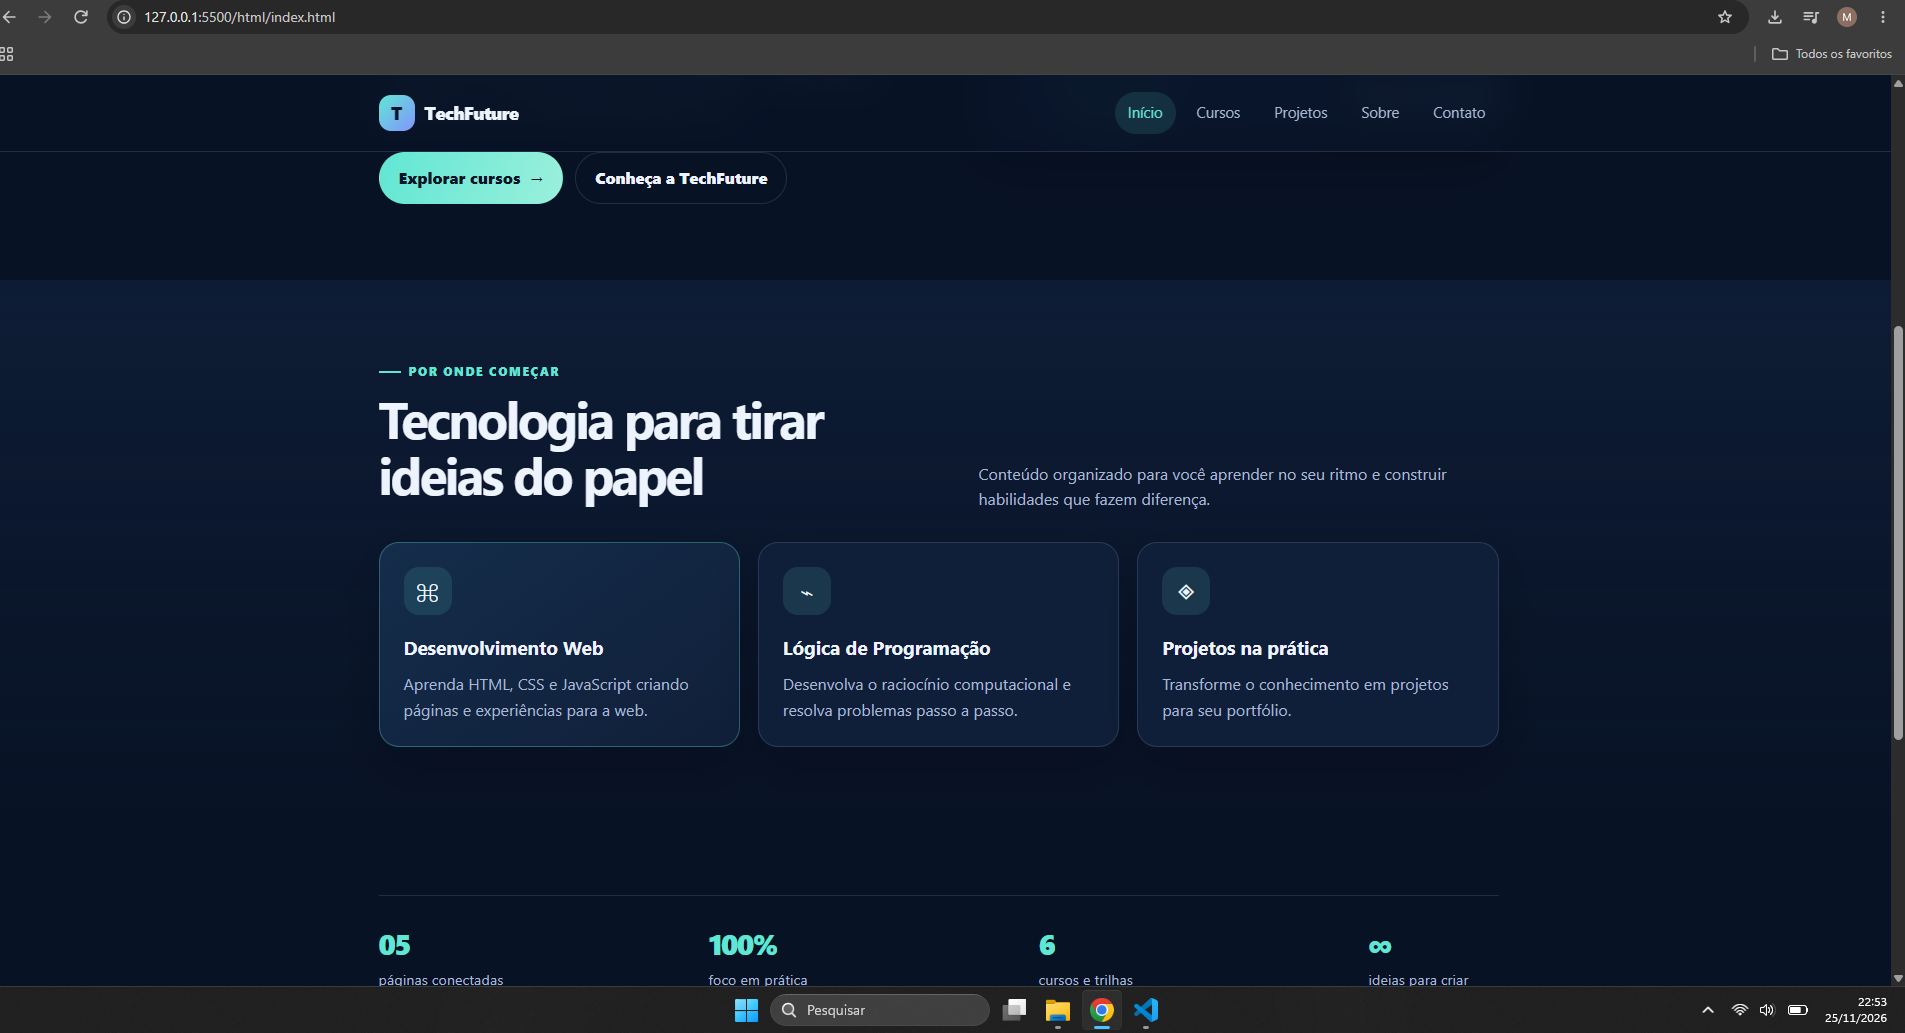 127.0.0.1:5500/html/index.html
M
Todos os favoritos
T TechFuture
Início Cursos Projetos Sobre Contato
Explorar cursos →
Conheça a TechFuture
POR ONDE COMEÇAR
Tecnologia para tirar
ideias do papel
Conteúdo organizado para você aprender no seu ritmo e construir
habilidades que fazem diferença.
⌘
Desenvolvimento Web
Aprenda HTML, CSS e JavaScript criando
páginas e experiências para a web.
⌁
Lógica de Programação
Desenvolva o raciocínio computacional e
resolva problemas passo a passo.
◈
Projetos na prática
Transforme o conhecimento em projetos
para seu portfólio.
05
páginas conectadas
100%
foco em prática
6
cursos e trilhas
∞
ideias para criar
Pesquisar
22:53
25/11/2026